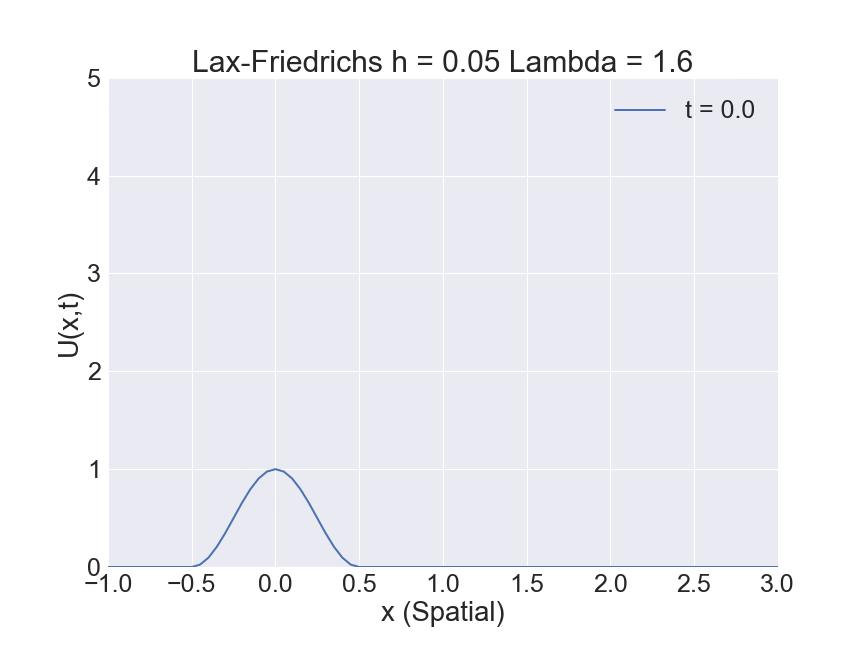 Lax-Friedrichs h = 0.05 Lambda = 1.6
t = 0.0
5
4
3
2
1
0
U(x,t)
−1.0 −0.5 0.0 0.5 1.0 1.5 2.0 2.5 3.0
x (Spatial)